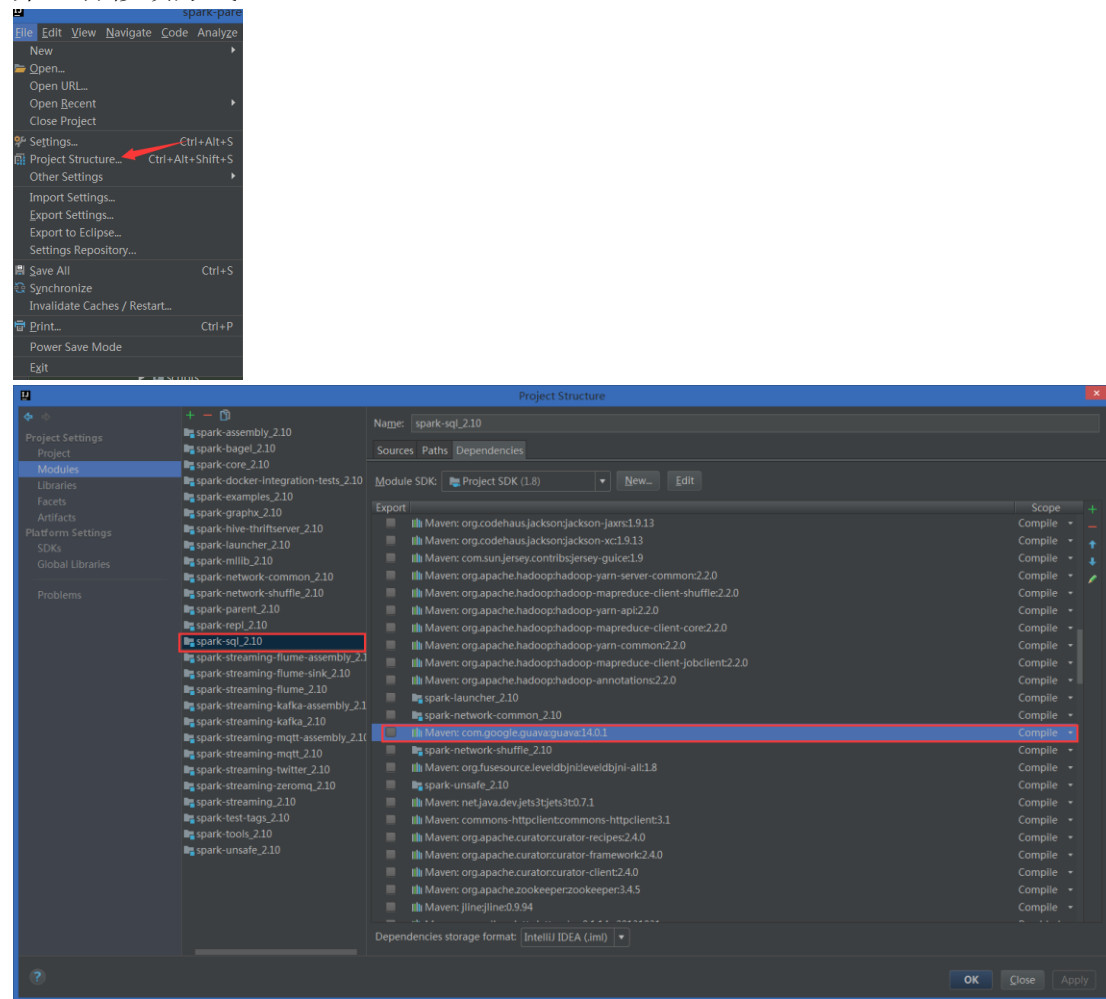 spark-pare
File Edit View Navigate Code Analyze
New
Open...
Open URL...
Open Recent
Close Project
Settings... Ctrl+Alt+S
Project Structure... Ctrl+Alt+Shift+S
Other Settings
Import Settings...
Export Settings...
Export to Eclipse...
Settings Repository...
Save All Ctrl+S
Synchronize
Invalidate Caches / Restart...
Print... Ctrl+P
Power Save Mode
Exit
Project Structure
Project Settings
Project
Modules
Libraries
Facets
Artifacts
Platform Settings
SDKs
Global Libraries
Problems
spark-assembly_2.10
spark-bagel_2.10
spark-core_2.10
spark-docker-integration-tests_2.10
spark-examples_2.10
spark-graphx_2.10
spark-hive-thriftserver_2.10
spark-launcher_2.10
spark-mllib_2.10
spark-network-common_2.10
spark-network-shuffle_2.10
spark-parent_2.10
spark-repl_2.10
spark-sql_2.10
spark-streaming-flume-assembly_2.1
spark-streaming-flume-sink_2.10
spark-streaming-flume_2.10
spark-streaming-kafka-assembly_2.1
spark-streaming-kafka_2.10
spark-streaming-mqtt-assembly_2.1(
spark-streaming-mqtt_2.10
spark-streaming-twitter_2.10
spark-streaming-zeromq_2.10
spark-streaming_2.10
spark-test-tags_2.10
spark-tools_2.10
spark-unsafe_2.10
Name: spark-sql_2.10
Sources Paths Dependencies
Module SDK: Project SDK (1.8) New... Edit
Export Scope
Maven: org.codehaus.jackson:jackson-jaxrs:1.9.13 Compile
Maven: org.codehaus.jackson:jackson-xc:1.9.13 Compile
Maven: com.sun.jersey.contribs:jersey-guice:1.9 Compile
Maven: org.apache.hadoop:hadoop-yarn-server-common:2.2.0 Compile
Maven: org.apache.hadoop:hadoop-mapreduce-client-shuffle:2.2.0 Compile
Maven: org.apache.hadoop:hadoop-yarn-api:2.2.0 Compile
Maven: org.apache.hadoop:hadoop-mapreduce-client-core:2.2.0 Compile
Maven: org.apache.hadoop:hadoop-yarn-common:2.2.0 Compile
Maven: org.apache.hadoop:hadoop-mapreduce-client-jobclient:2.2.0 Compile
Maven: org.apache.hadoop:hadoop-annotations:2.2.0 Compile
spark-launcher_2.10 Compile
spark-network-common_2.10 Compile
Maven: com.google.guava:guava:14.0.1 Compile
spark-network-shuffle_2.10 Compile
Maven: org.fusesource.leveldbjni:leveldbjni-all:1.8 Compile
spark-unsafe_2.10 Compile
Maven: net.java.dev.jets3t:jets3t:0.7.1 Compile
Maven: commons-httpclient:commons-httpclient:3.1 Compile
Maven: org.apache.curator:curator-recipes:2.4.0 Compile
Maven: org.apache.curator:curator-framework:2.4.0 Compile
Maven: org.apache.curator:curator-client:2.4.0 Compile
Maven: org.apache.zookeeper:zookeeper:3.4.5 Compile
Maven: jline:jline:0.9.94 Compile
Dependencies storage format: IntelliJ IDEA (.iml)
OK Close Apply